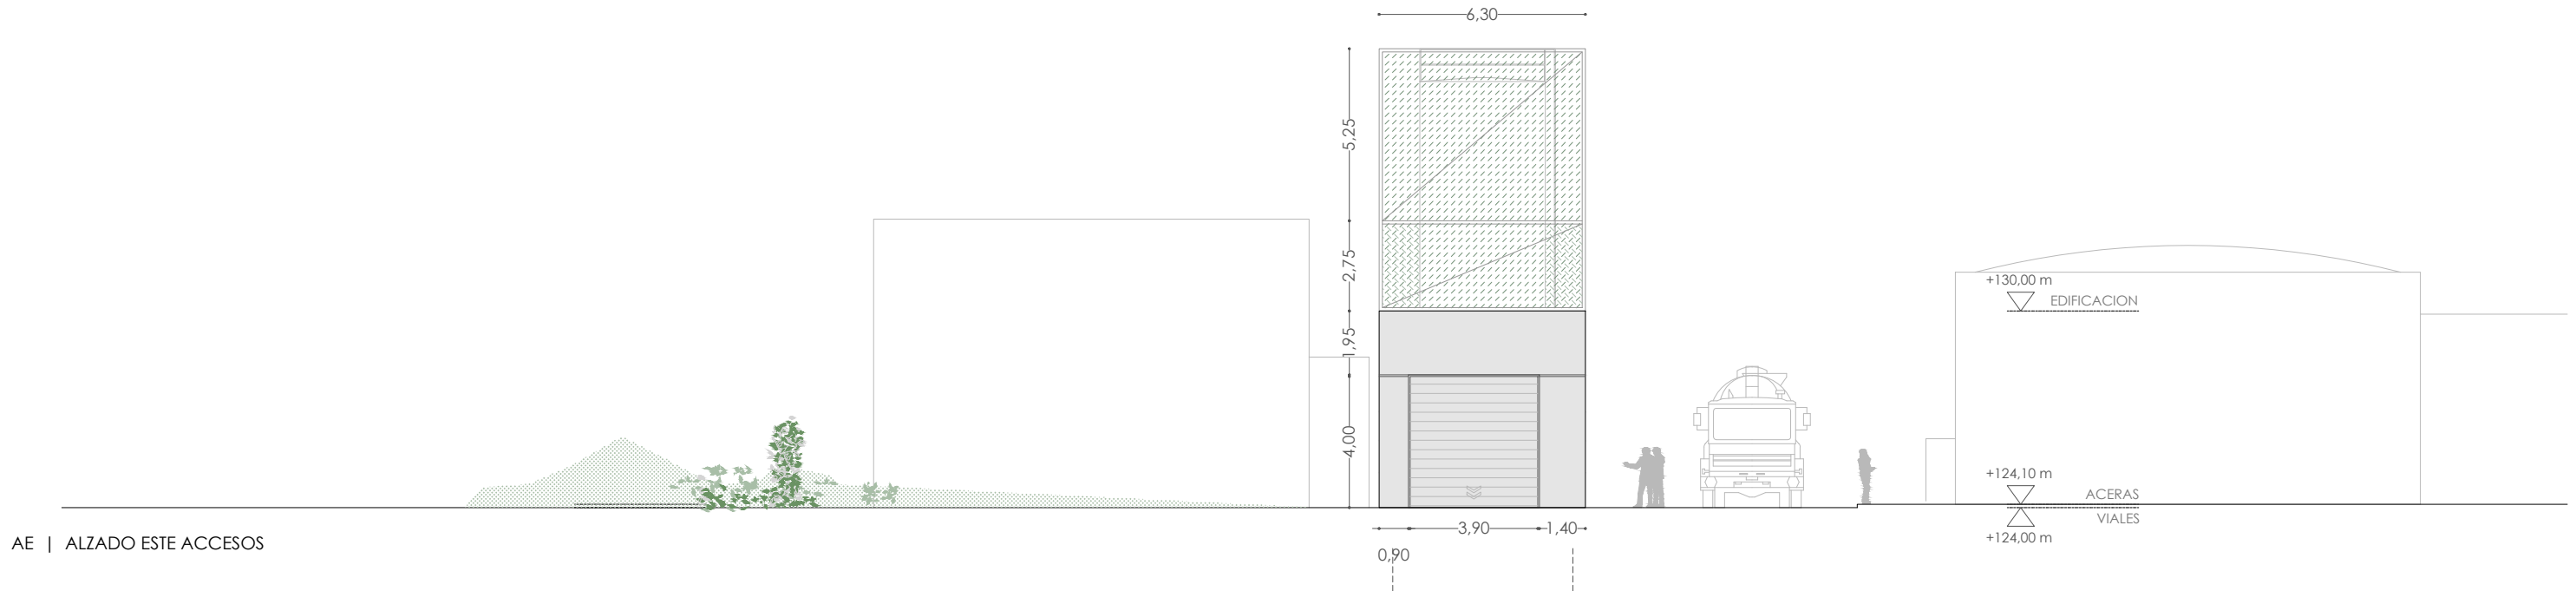 6,30
5,25
2,75
1,95
4,00
+130,00 m
EDIFICACION
+124,10 m
ACERAS
VIALES
+124,00 m
3,90
1,40
0,90
AE | ALZADO ESTE ACCESOS